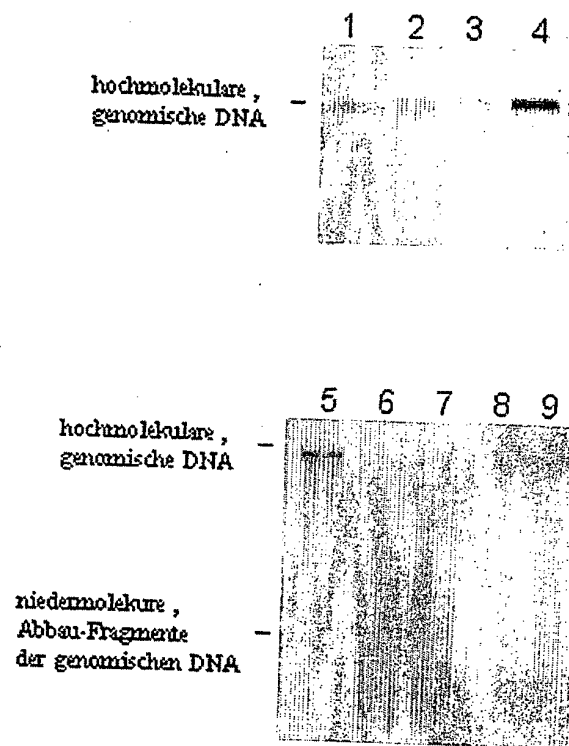 1 2 3 4
hochmolekulare ,
genomische DNA
5 6 7 8 9
hochmolekulare ,
genomische DNA
niedermolekure ,
Abbau-Fragmente
der genomischen DNA